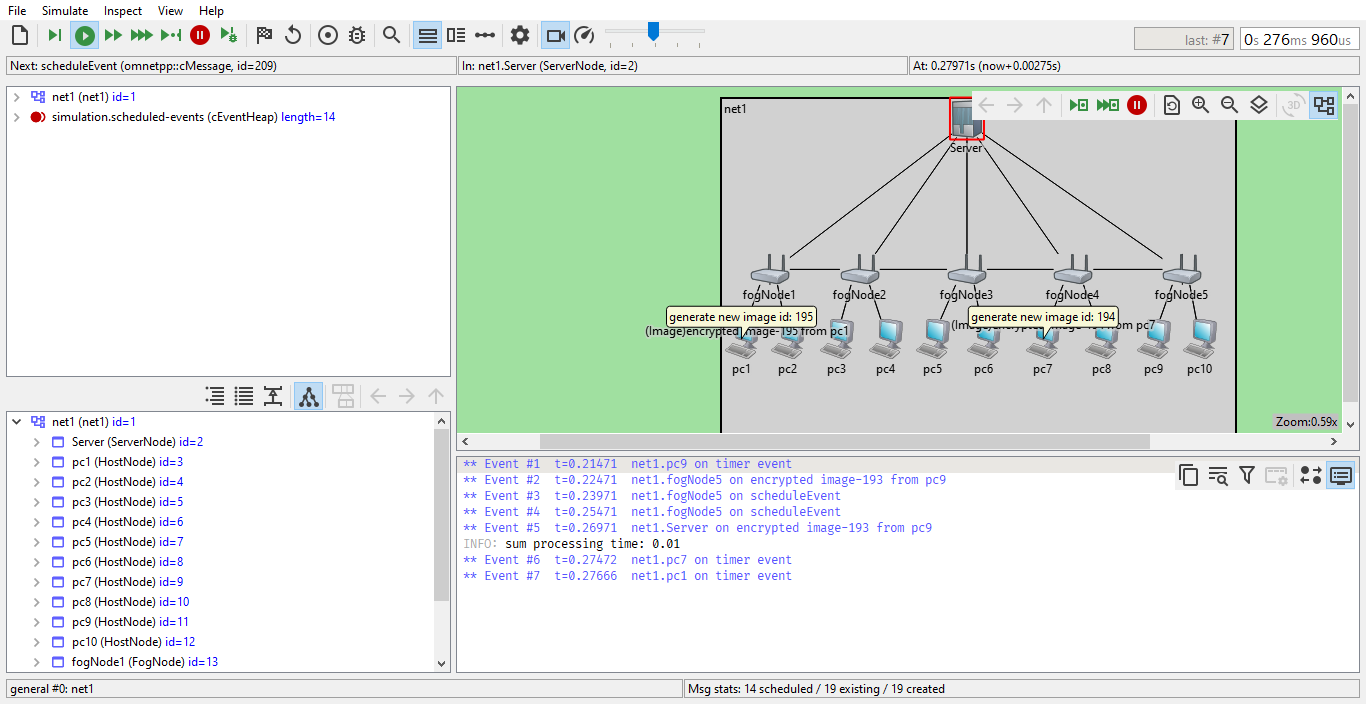 File Simulate Inspect View Help
last: #7 0s 276ms 960us
Next: scheduleEvent (omnetpp::cMessage, id=209) In: net1.Server (ServerNode, id=2) At: 0.27971s (now+0.00275s)
net1 (net1) id=1
simulation.scheduled-events (cEventHeap) length=14
net1
3D
Server
fogNode1 fogNode2 fogNode3 fogNode4 fogNode5
generate new image id: 195 generate new image id: 194
(Image)encrypted image-195 from pc1 (Image)encrypted image-194 from pc7
pc1 pc2 pc3 pc4 pc5 pc6 pc7 pc8 pc9 pc10
Zoom:0.59x
net1 (net1) id=1
Server (ServerNode) id=2
pc1 (HostNode) id=3
pc2 (HostNode) id=4
pc3 (HostNode) id=5
pc4 (HostNode) id=6
pc5 (HostNode) id=7
pc6 (HostNode) id=8
pc7 (HostNode) id=9
pc8 (HostNode) id=10
pc9 (HostNode) id=11
pc10 (HostNode) id=12
fogNode1 (FogNode) id=13
** Event #1 t=0.21471 net1.pc9 on timer event
** Event #2 t=0.22471 net1.fogNode5 on encrypted image-193 from pc9
** Event #3 t=0.23971 net1.fogNode5 on scheduleEvent
** Event #4 t=0.25471 net1.fogNode5 on scheduleEvent
** Event #5 t=0.26971 net1.Server on encrypted image-193 from pc9
INFO: sum processing time: 0.01
** Event #6 t=0.27472 net1.pc7 on timer event
** Event #7 t=0.27666 net1.pc1 on timer event
general #0: net1 Msg stats: 14 scheduled / 19 existing / 19 created